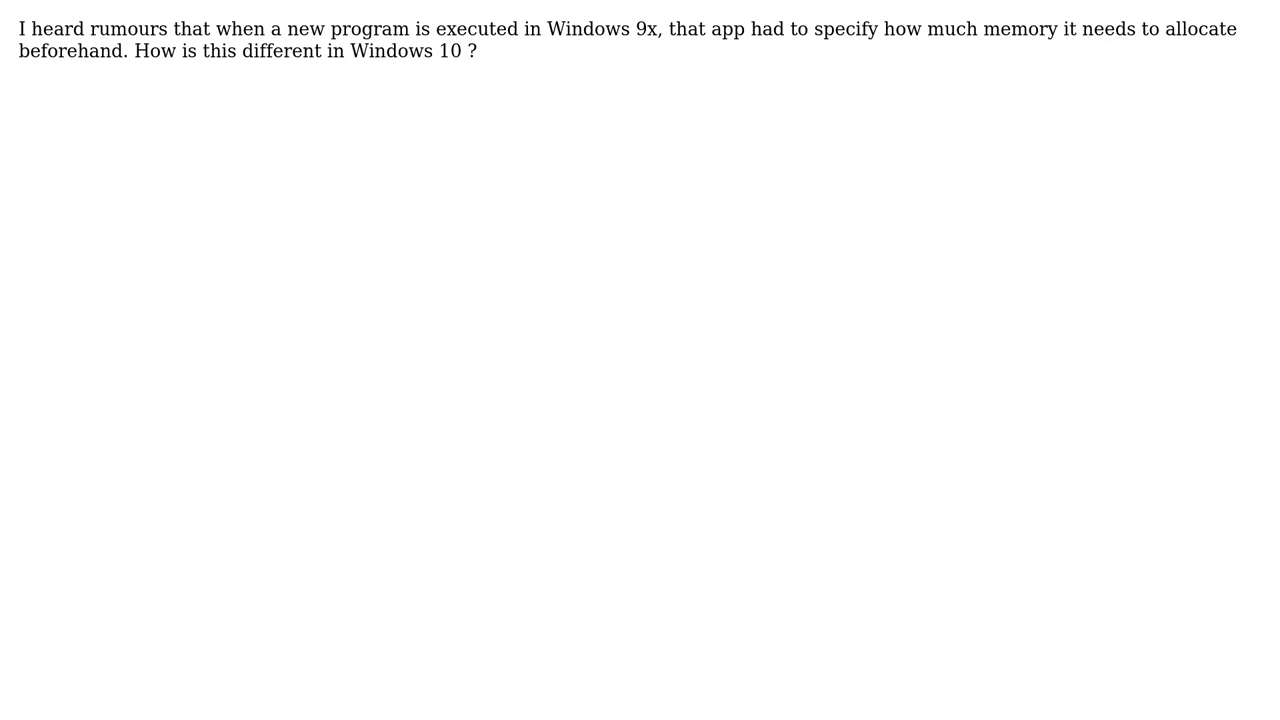 I heard rumours that when a new program is executed in Windows 9x, that app had to specify how much memory it needs to allocate
beforehand. How is this different in Windows 10 ?